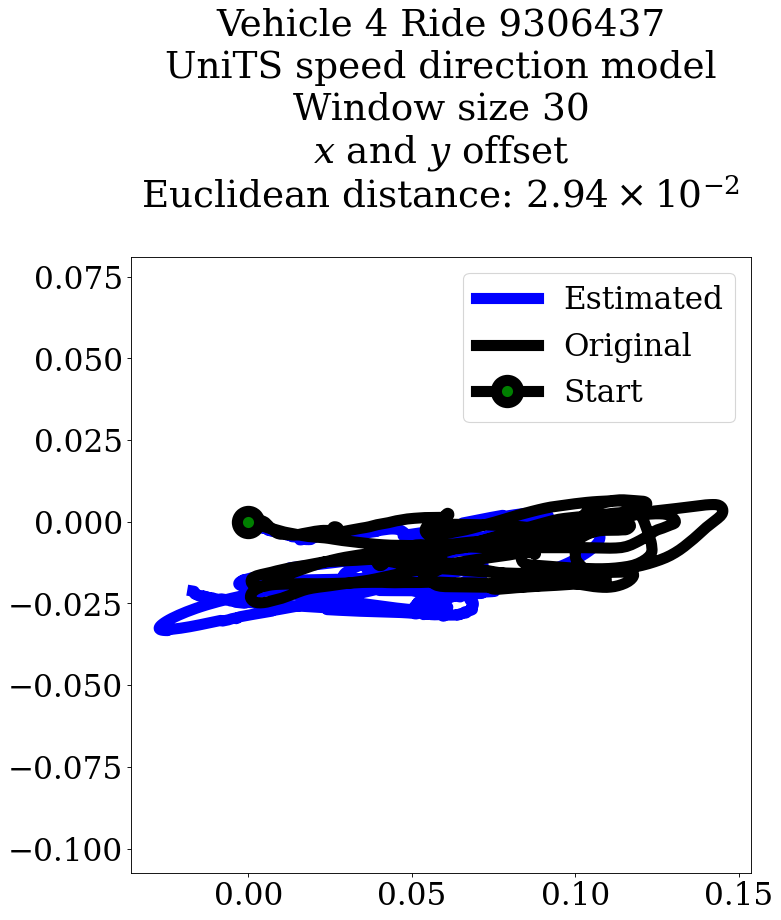 Vehicle 4 Ride 9306437
UniTS speed direction model
Window size 30
x and y offset
Euclidean distance: 2.94 × 10⁻²
Estimated
Original
Start
0.075
0.050
0.025
0.000
−0.025
−0.050
−0.075
−0.100
0.00 0.05 0.10 0.15